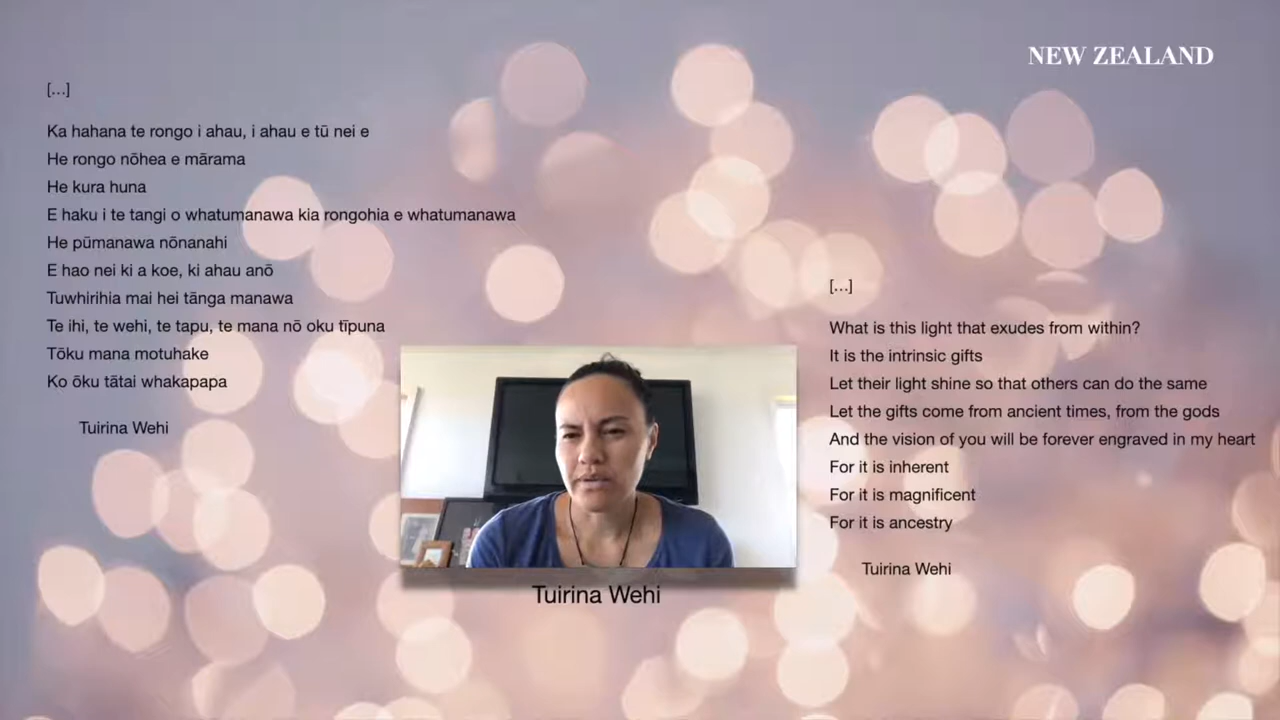 NEW ZEALAND
[...]
Ka hahana te rongo i ahau, i ahau e tū nei e
He rongo nōhea e mārama
He kura huna
E haku i te tangi o whatumanawa kia rongohia e whatumanawa
He pūmanawa nōnanahi
E hao nei ki a koe, ki ahau anō
Tuwhirihia mai hei tānga manawa
Te ihi, te wehi, te tapu, te mana nō oku tīpuna
Tōku mana motuhake
Ko ōku tātai whakapapa
Tuirina Wehi
[...]
What is this light that exudes from within?
It is the intrinsic gifts
Let their light shine so that others can do the same
Let the gifts come from ancient times, from the gods
And the vision of you will be forever engraved in my heart
For it is inherent
For it is magnificent
For it is ancestry
Tuirina Wehi
Tuirina Wehi